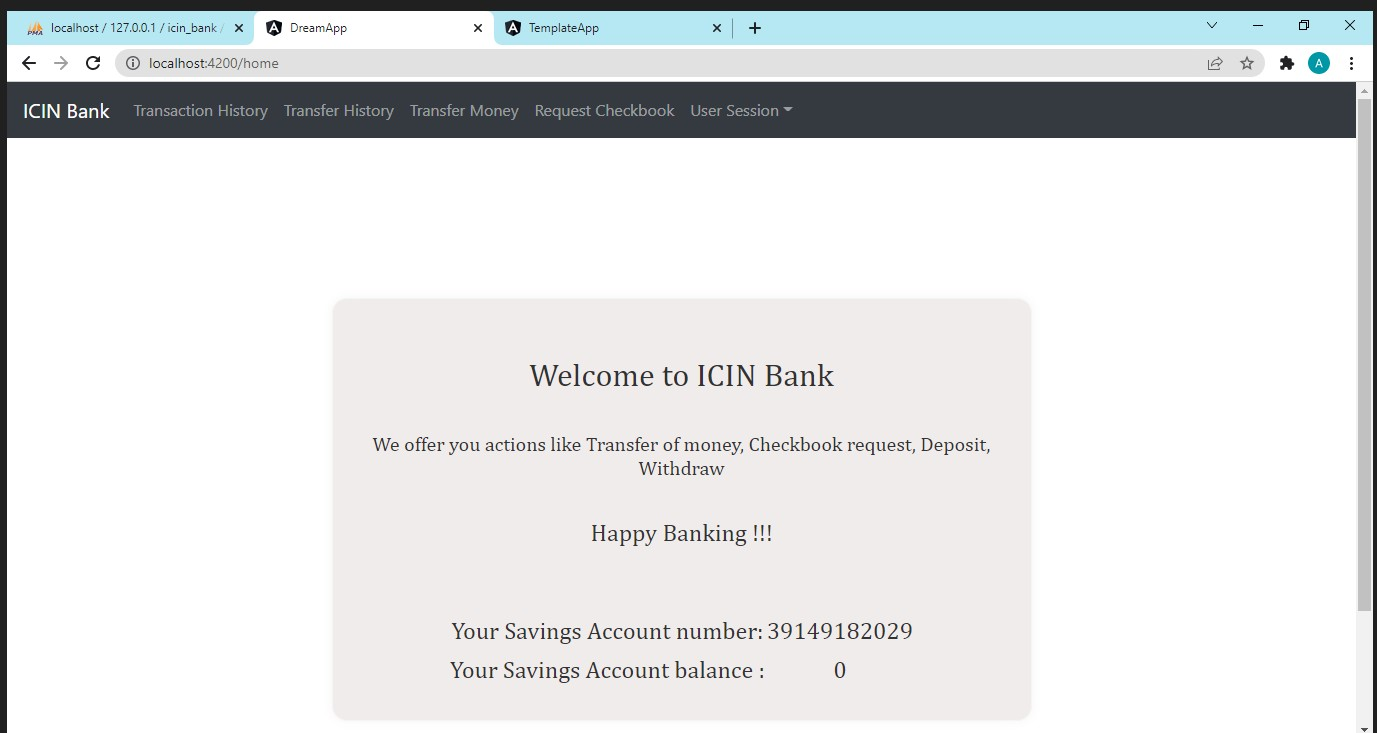 localhost / 127.0.0.1 / icin_bank /
DreamApp
TemplateApp
localhost:4200/home
A
ICIN Bank
Transaction History
Transfer History
Transfer Money
Request Checkbook
User Session
Welcome to ICIN Bank
We offer you actions like Transfer of money, Checkbook request, Deposit,
Withdraw
Happy Banking !!!
Your Savings Account number: 39149182029
Your Savings Account balance : 0